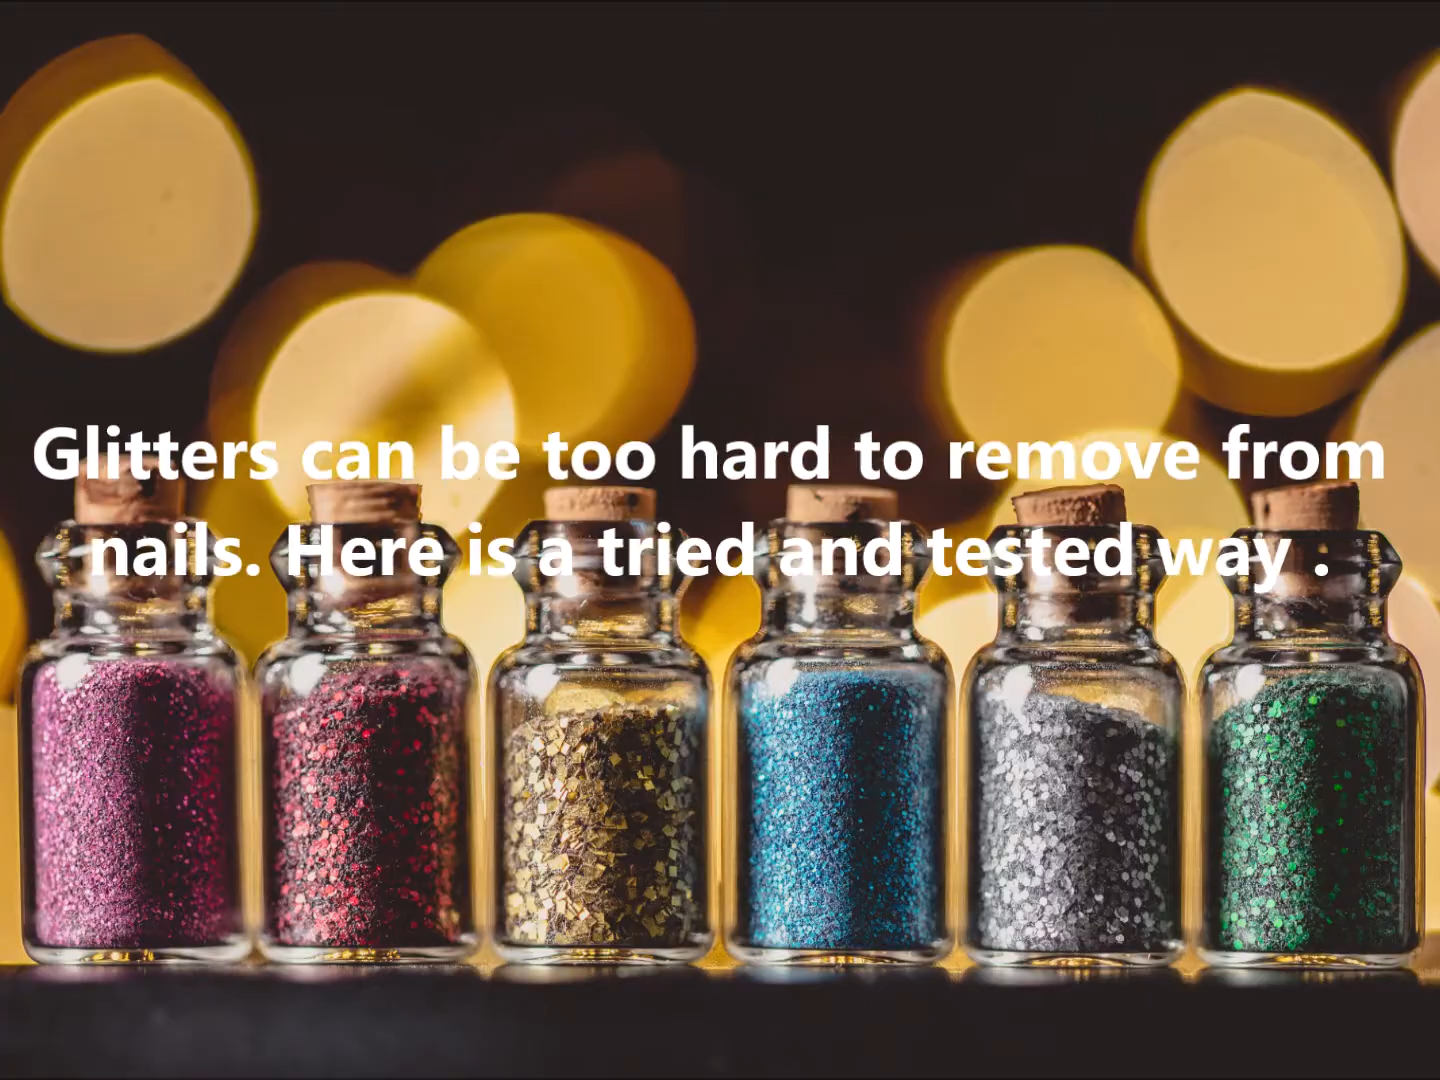 Glitters can be too hard to remove from
nails. Here is a tried and tested way .